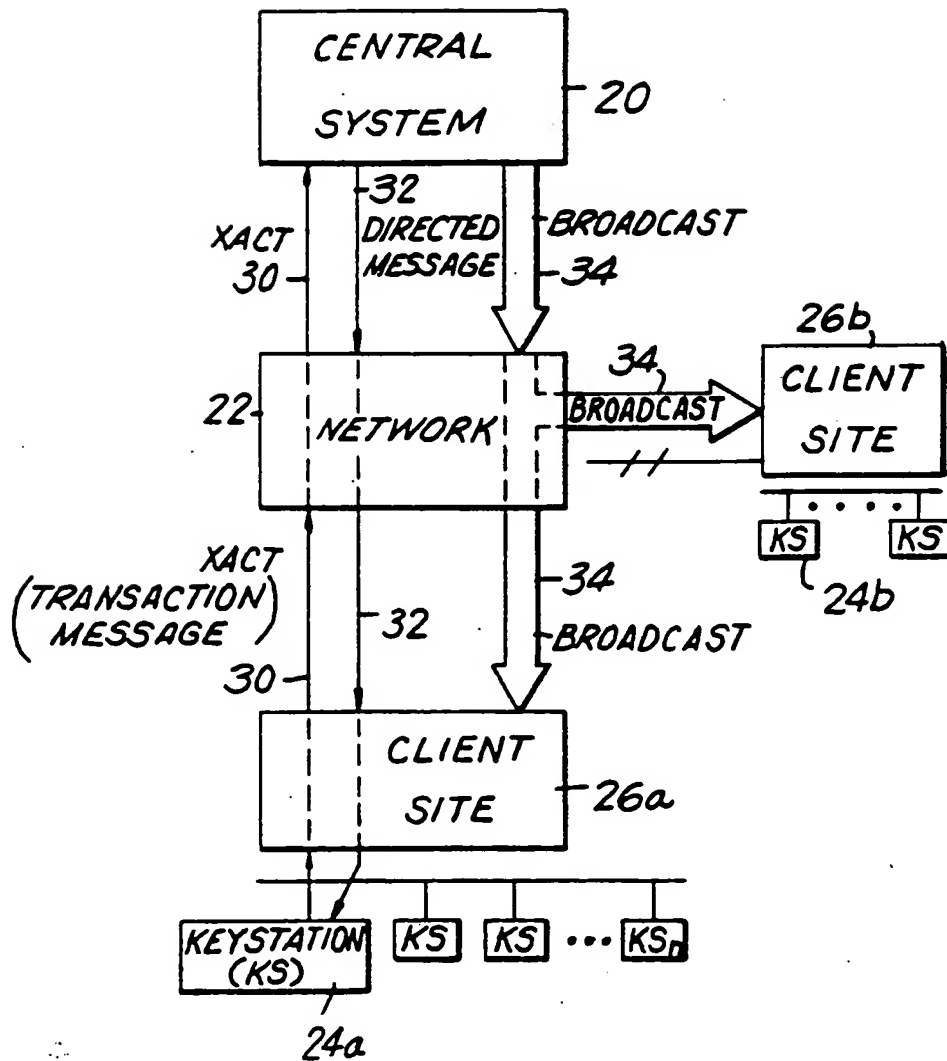 CENTRAL
SYSTEM
20
XACT
30
32
DIRECTED
MESSAGE
BROADCAST
34
22
NETWORK
34
BROADCAST
26b
CLIENT
SITE
KS
KS
24b
XACT
(TRANSACTION
MESSAGE)
30
32
34
BROADCAST
CLIENT
SITE
26a
KEYSTATION
(KS)
KS
KS
KSn
24a